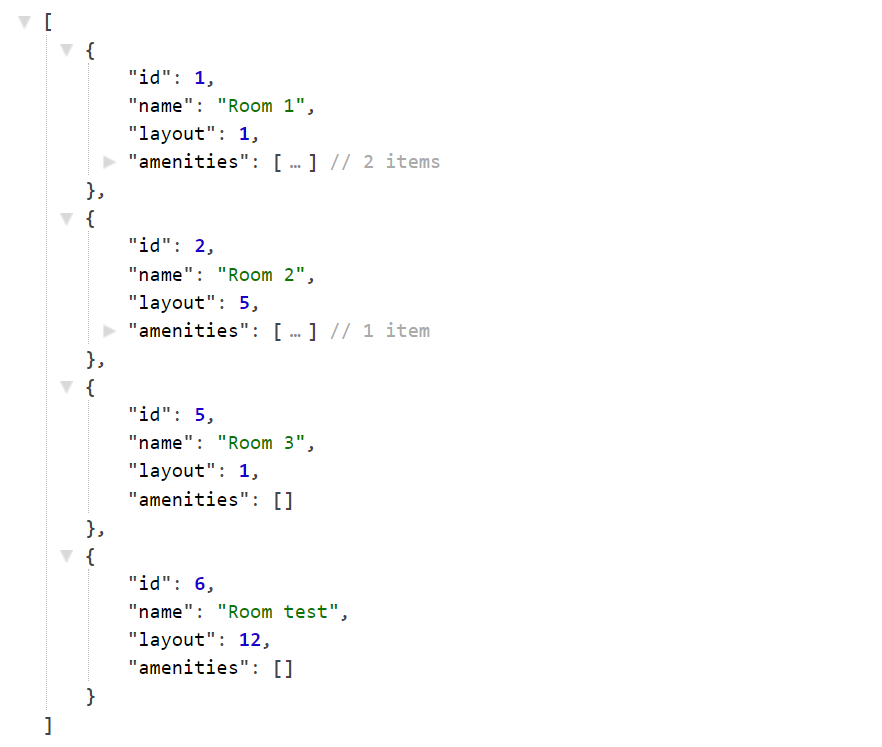 [
{
"id": 1,
"name": "Room 1",
"layout": 1,
"amenities": [ … ] // 2 items
},
{
"id": 2,
"name": "Room 2",
"layout": 5,
"amenities": [ … ] // 1 item
},
{
"id": 5,
"name": "Room 3",
"layout": 1,
"amenities": []
},
{
"id": 6,
"name": "Room test",
"layout": 12,
"amenities": []
}
]